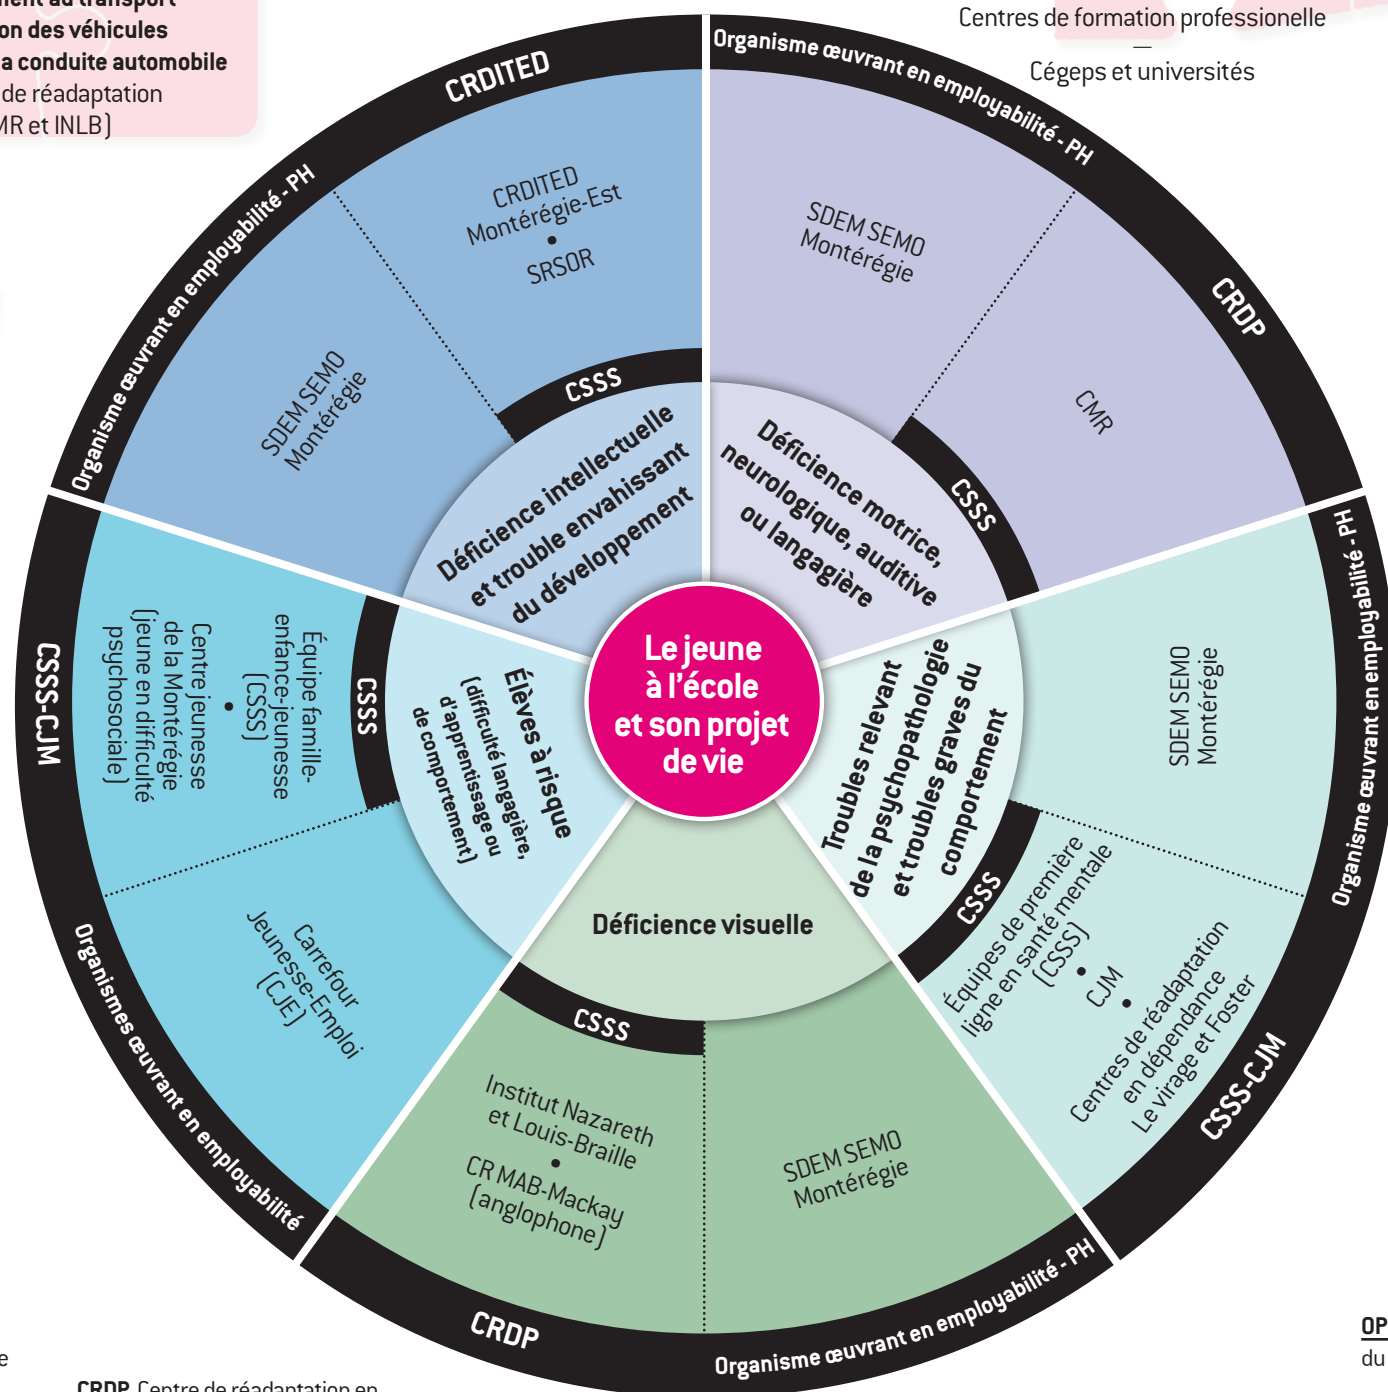 ment au transport
on des véhicules
a conduite automobile
de réadaptation
MR et INLB)
Centres de formation professionelle
—
Cégeps et universités
CRDITED
Organisme œuvrant en employabilité - PH
CRDITED
Montérégie-Est
•
SRSOR
SDEM SEMO
Montérégie
CSSS
Déficience intellectuelle
et trouble envahissant
du développement
Organisme œuvrant en employabilité - PH
CRDP
SDEM SEMO
Montérégie
CMR
CSSS
Déficience motrice,
neurologique, auditive
ou langagière
Organisme œuvrant en employabilité - PH
CSSS-CJM
SDEM SEMO
Montérégie
CSSS
Équipes de première
ligne en santé mentale
(CSSS)
•
CJM
•
Centres de réadaptation
en dépendance
Le virage et Foster
Troubles relevant
de la psychopathologie
et troubles graves du
comportement
Le jeune
à l'école
et son projet
de vie
Déficience visuelle
CSSS
SDEM SEMO
Montérégie
Institut Nazareth
et Louis-Braille
•
CR MAB-Mackay
(anglophone)
Organisme œuvrant en employabilité - PH
CRDP
Élèves à risque
(difficulté langagière,
d'apprentissage ou
de comportement)
CSSS
Équipe famille-
enfance-jeunesse
(CSSS)
•
Centre jeunesse
de la Montérégie
(jeune en difficulté
psychosociale)
CSSS-CJM
Carrefour
Jeunesse-Emploi
(CJE)
Organismes œuvrant en employabilité
e
CRDP Centre de réadaptation en
OP
du